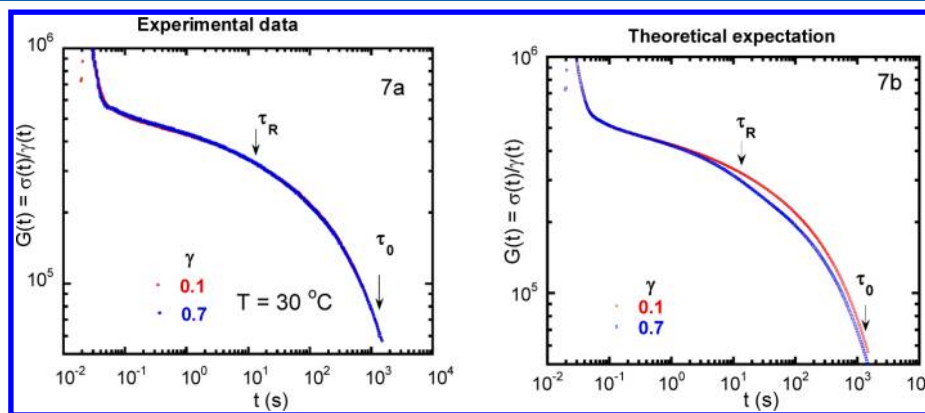 Experimental data
10^6
7a
τ_R
G(t) = σ(t)/γ(t)
τ_0
γ
0.1
0.7
T = 30 °C
10^5
10^-2 10^-1 10^0 10^1 10^2 10^3 10^4
t (s)
Theoretical expectation
10^6
7b
τ_R
G(t) = σ(t)/γ(t)
τ_0
γ
0.1
0.7
10^5
10^-2 10^-1 10^0 10^1 10^2 10^3 10^4
t (s)